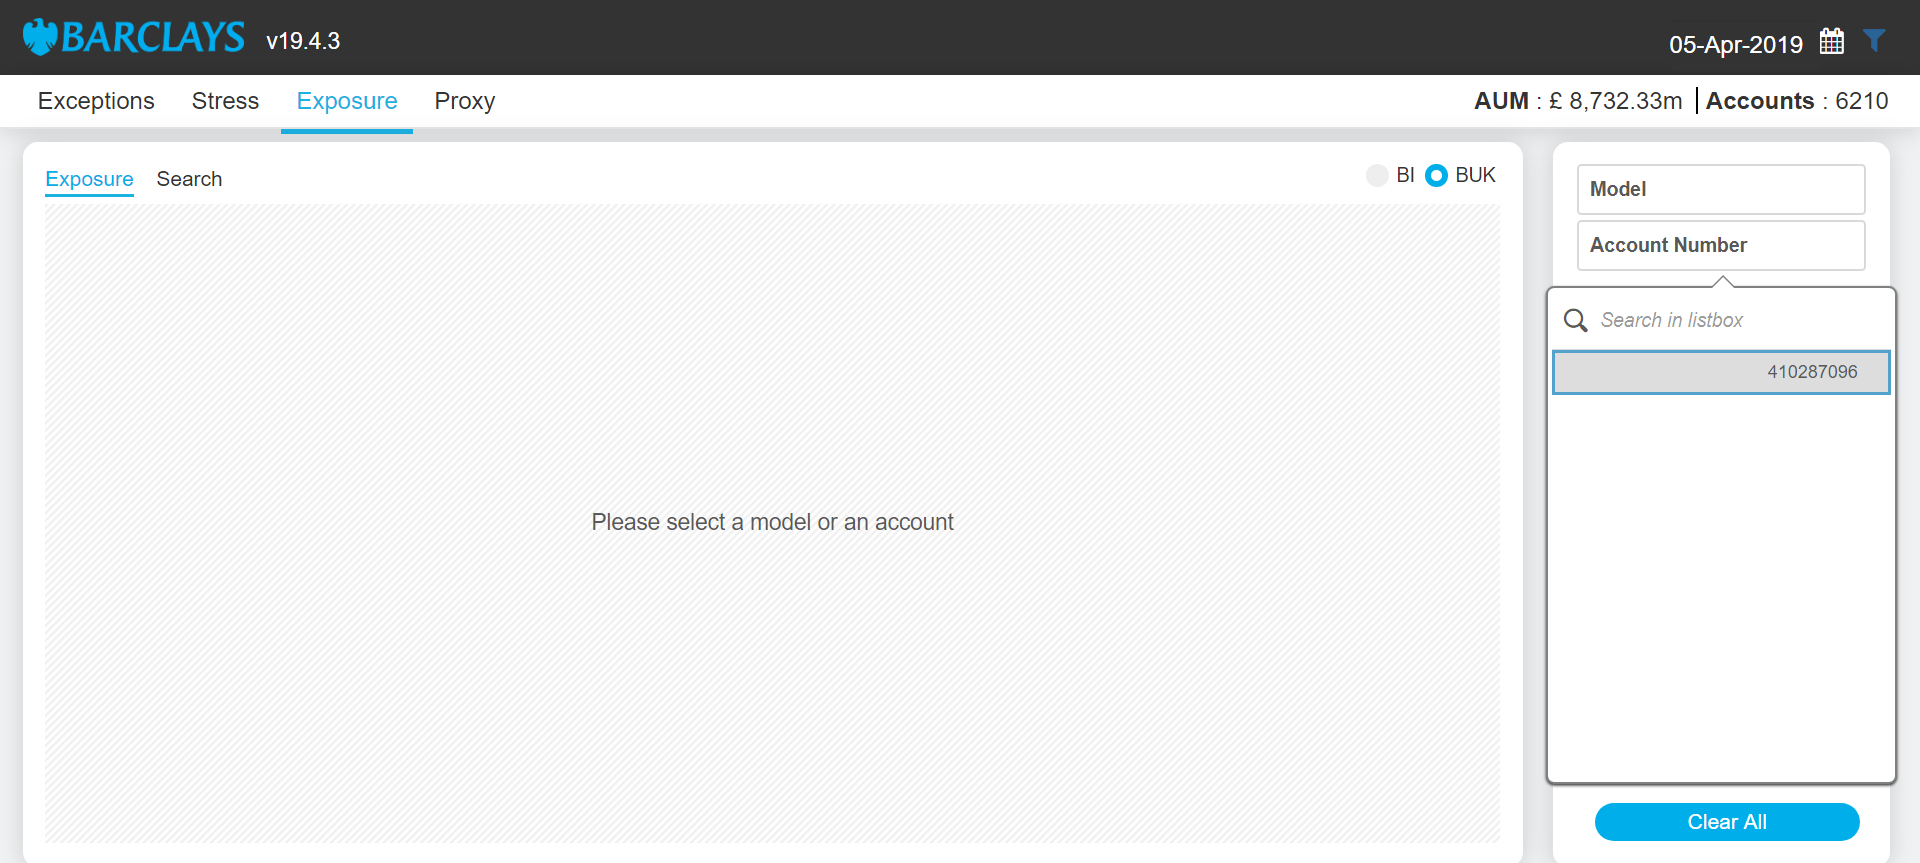 BARCLAYS v19.4.3
05-Apr-2019
Exceptions Stress Exposure Proxy
AUM : £ 8,732.33m Accounts : 6210
Exposure Search
BI BUK
Please select a model or an account
Model
Account Number
Search in listbox
410287096
Clear All